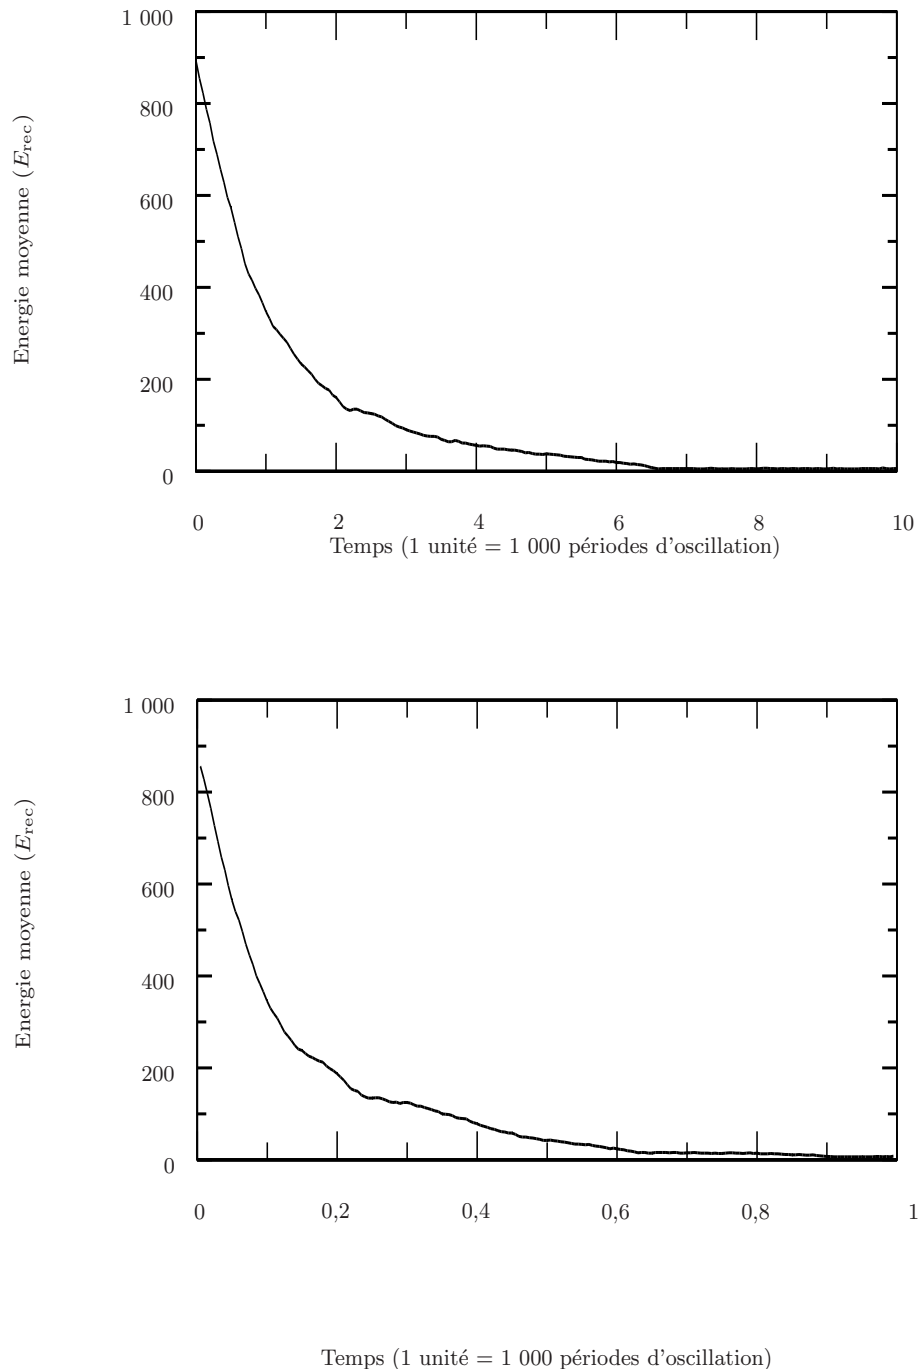 1 000
800
600
400
200
0
Energie moyenne (E_rec)
0 2 4 6 8 10
Temps (1 unité = 1 000 périodes d'oscillation)
1 000
800
600
400
200
0
Energie moyenne (E_rec)
0 0,2 0,4 0,6 0,8 1
Temps (1 unité = 1 000 périodes d'oscillation)